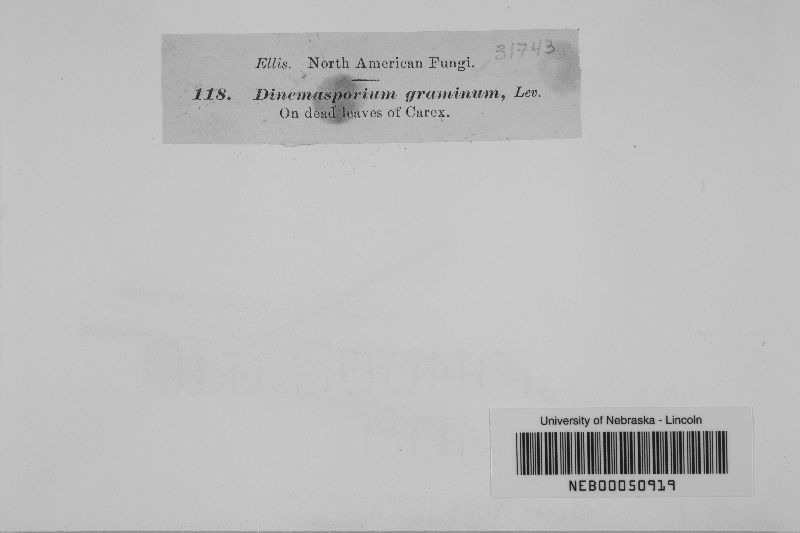 31743
Ellis. North American Fungi.
118. Dinemasporium graminum, Lev.
On dead leaves of Carex.
University of Nebraska - Lincoln
NEB00050919